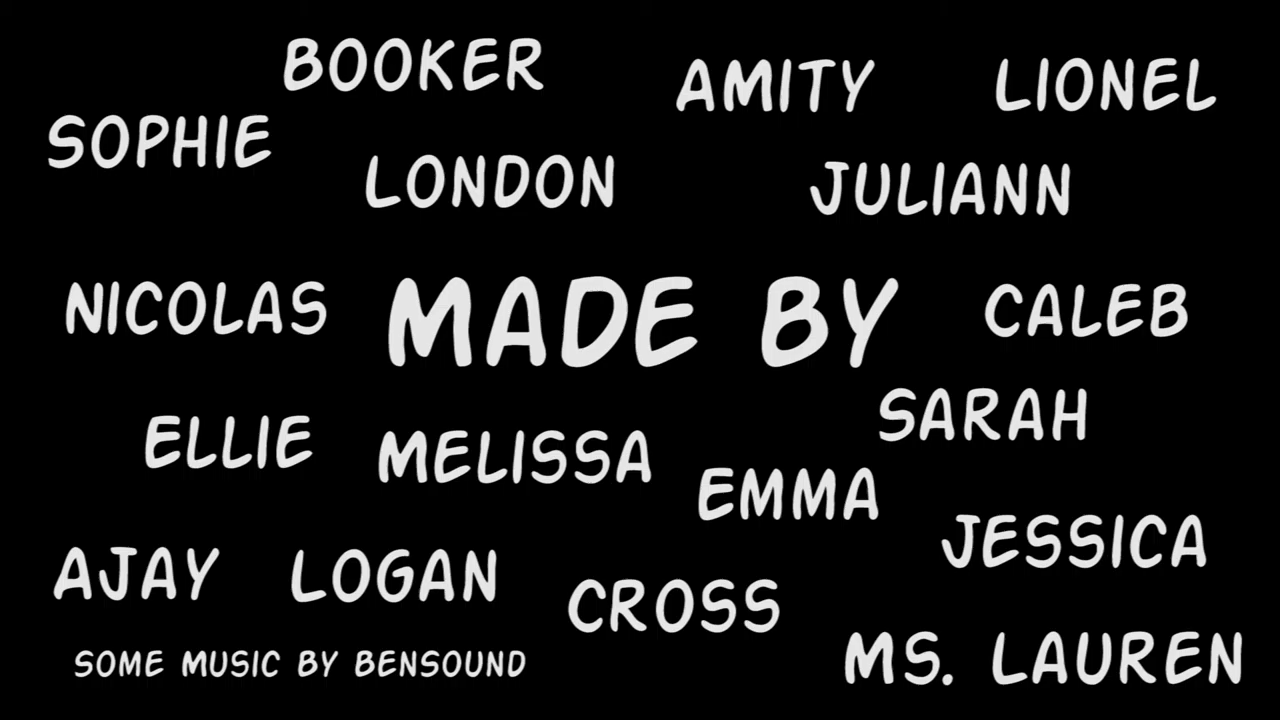 BOOKER
AMITY
LIONEL
SOPHIE
LONDON
JULIANN
NICOLAS
MADE BY
CALEB
SARAH
ELLIE
MELISSA
EMMA
JESSICA
AJAY
LOGAN
CROSS
MS. LAUREN
SOME MUSIC BY BENSOUND